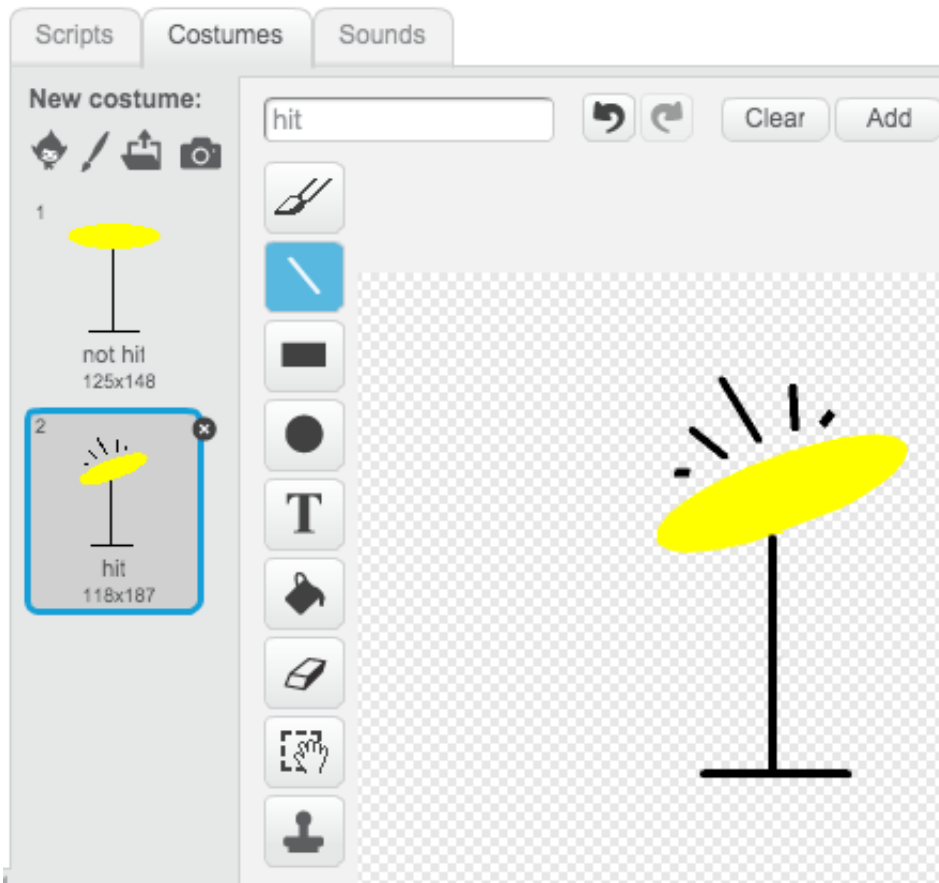 Scripts Costumes Sounds
New costume:
hit
Clear Add
1
not hit
125x148
2
hit
118x187
T